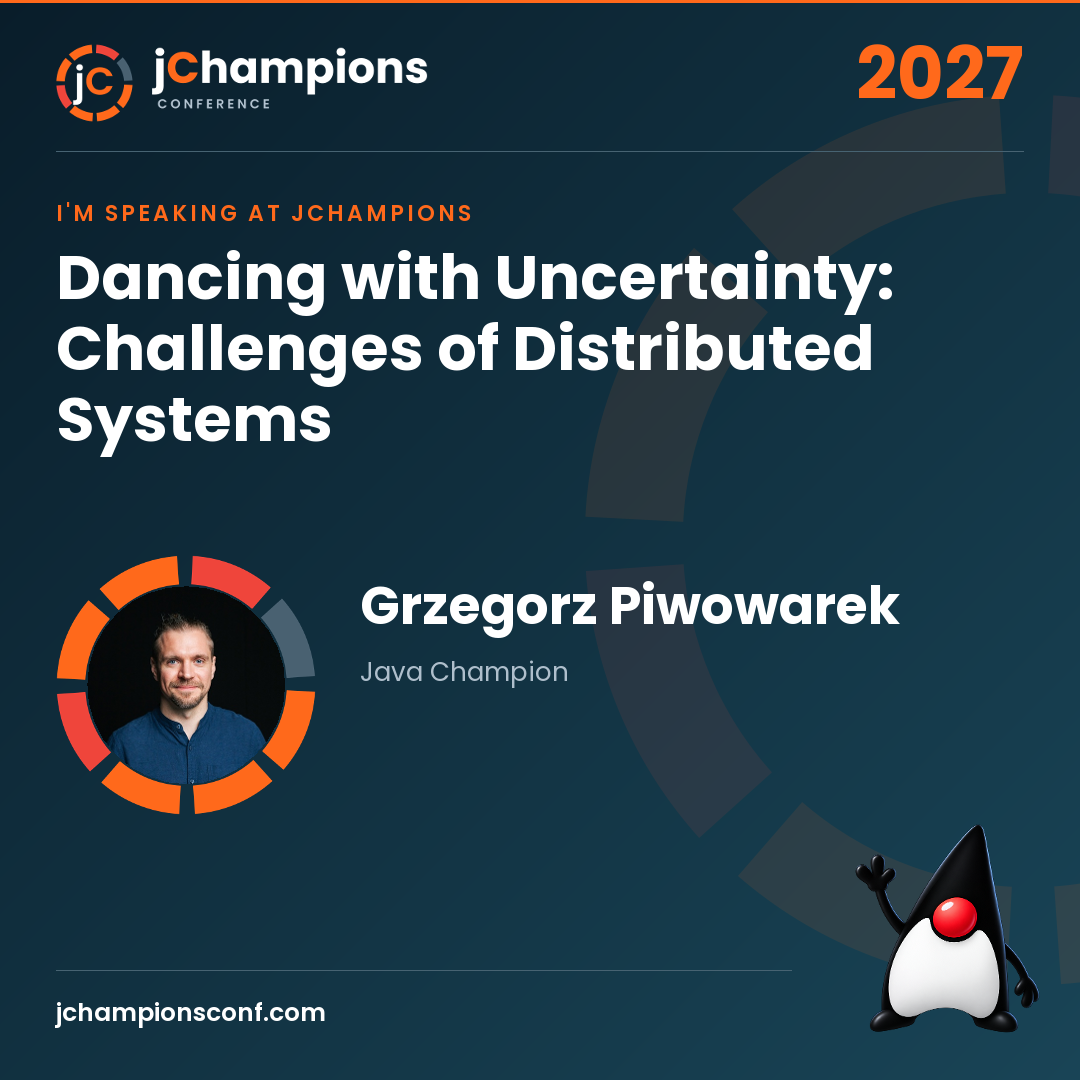 jC
jChampions
CONFERENCE
2027
I'M SPEAKING AT JCHAMPIONS
Dancing with Uncertainty:
Challenges of Distributed
Systems
Grzegorz Piwowarek
Java Champion
jchampionsconf.com